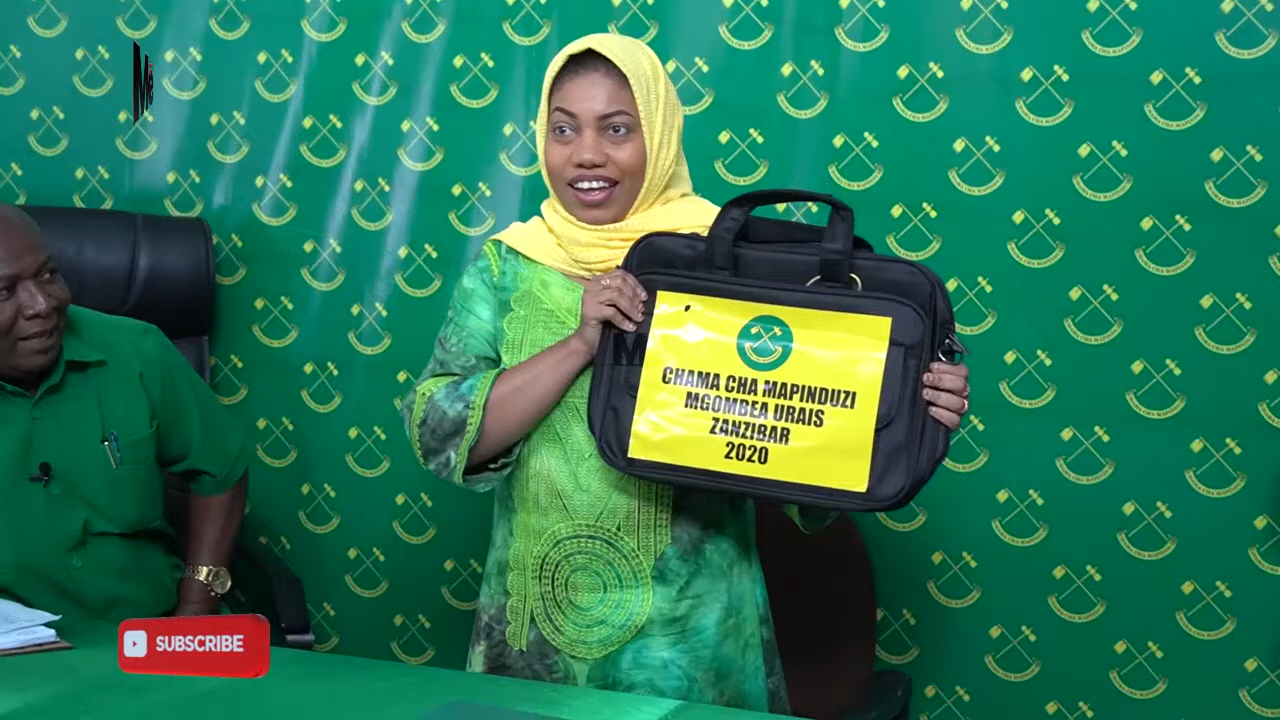 CHAMA CHA MAPINDUZI
MGOMBEA URAIS
ZANZIBAR
2020
SUBSCRIBE